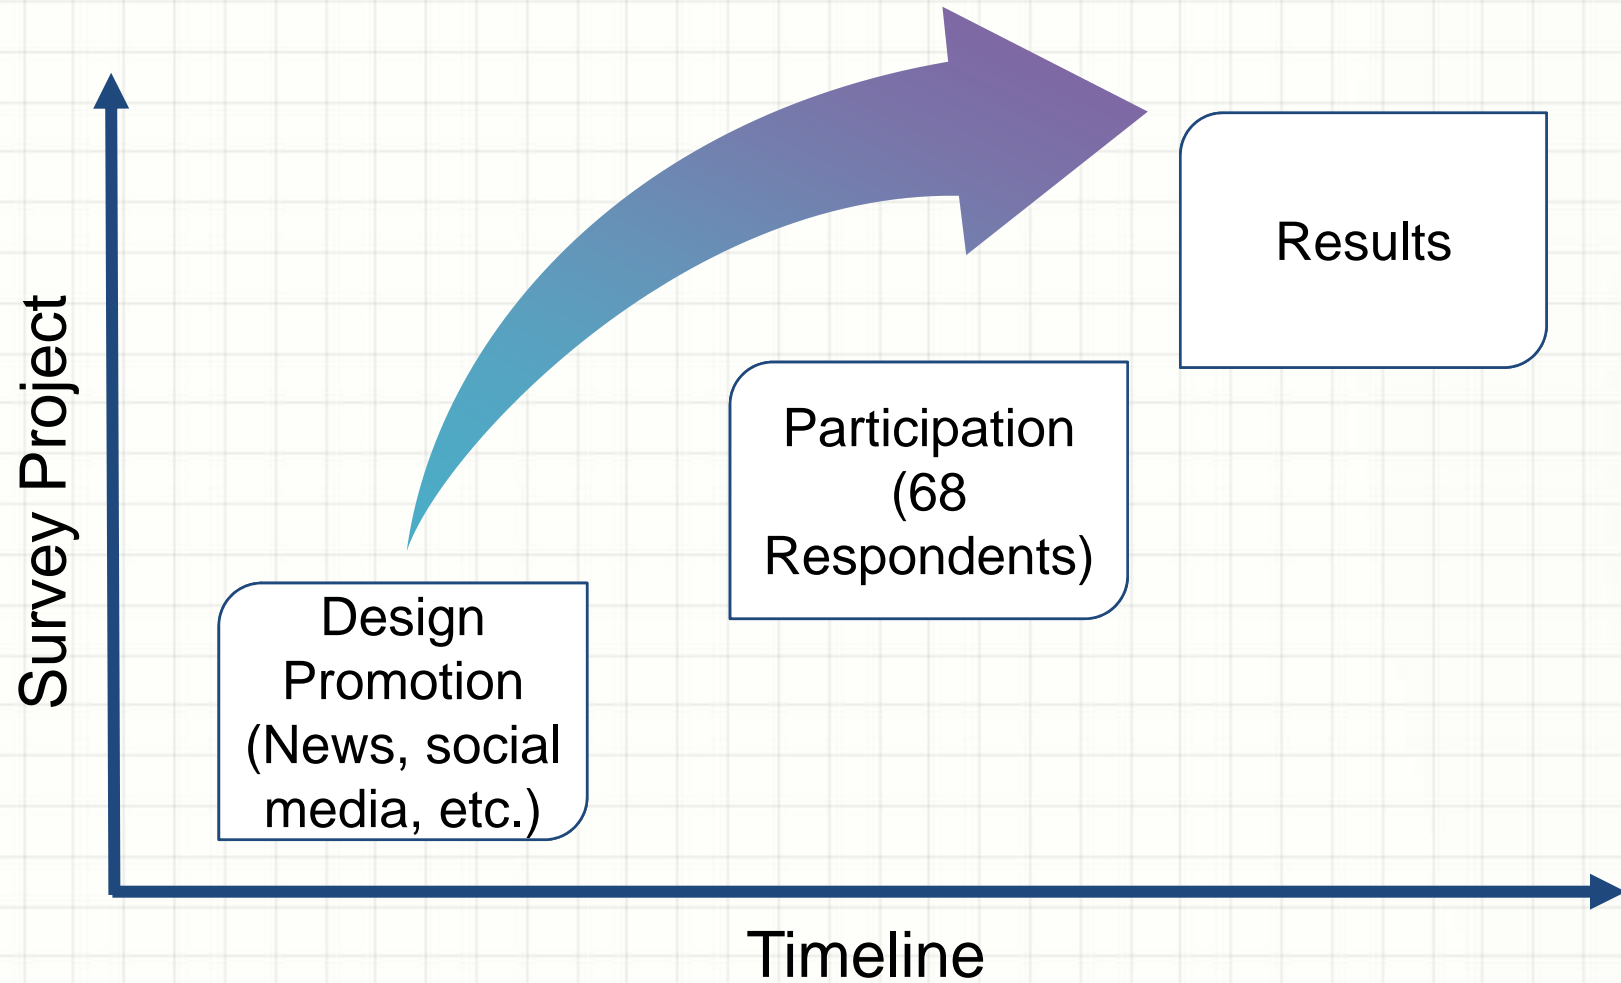 Survey Project
Design
Promotion
(News, social
media, etc.)
Participation
(68
Respondents)
Results
Timeline